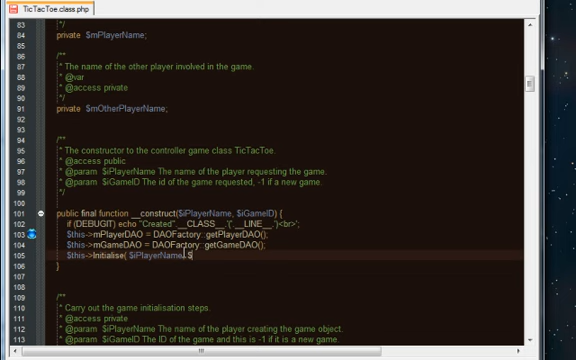 TicTacToe.class.php
83 */
84 private $mPlayerName;
85
86 /**
87 * The name of the other player involved in the game.
88 * @var
89 * @access private
90 */
91 private $mOtherPlayerName;
92
93
94 /**
95 * The constructor to the controller game class TicTacToe.
96 * @access public
97 * @param $iPlayerName The name of the player requesting the game.
98 * @param $iGameID The id of the game requested, -1 if a new game.
99 */
100
101 public final function __construct($iPlayerName, $iGameID) {
102 if (DEBUGIT) echo "Created".__CLASS__.'('.__LINE__.')<br>';
103 $this->mPlayerDAO = DAOFactory::getPlayerDAO();
104 $this->mGameDAO = DAOFactory::getGameDAO();
105 $this->Initialise( $iPlayerName, $
106 }
107
109 /**
110 * Carry out the game initialisation steps.
111 * @access private
112 * @param $iPlayerName The name of the player creating the game object.
113 * @param $iGameID The ID of the game and this is -1 if it is a new game.